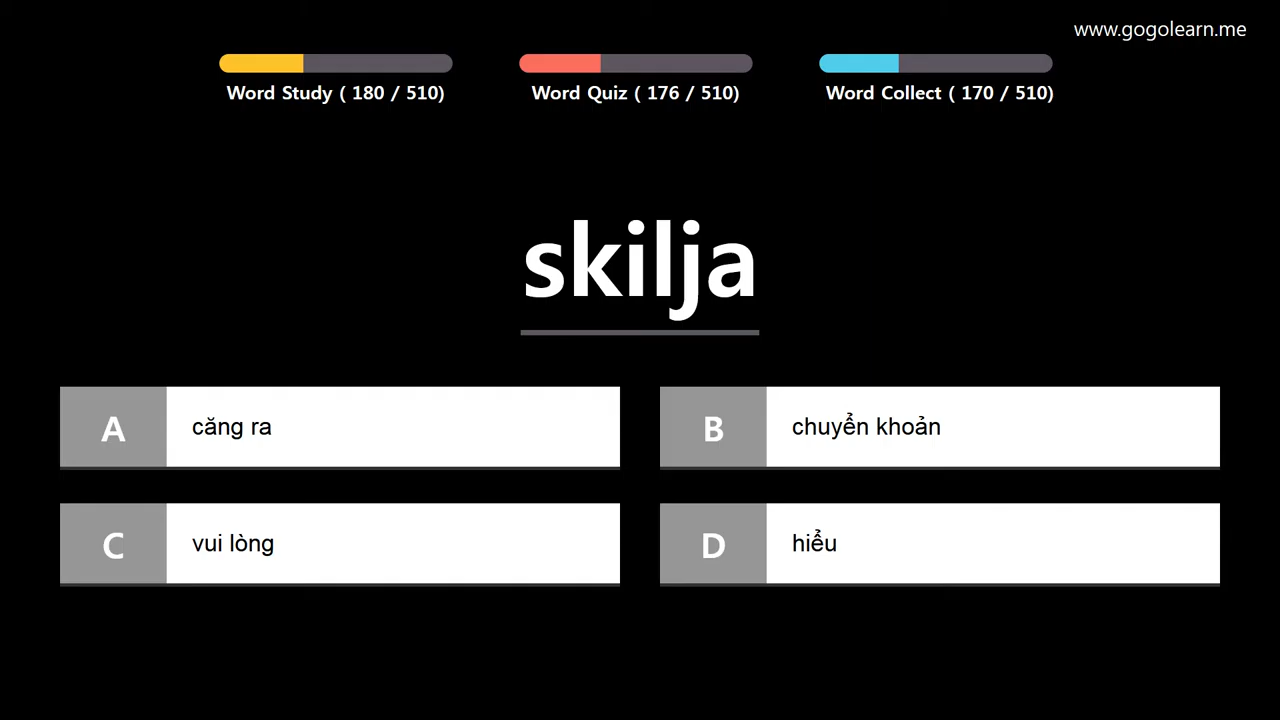 www.gogolearn.me
Word Study ( 180 / 510)
Word Quiz ( 176 / 510)
Word Collect ( 170 / 510)
skilja
A
căng ra
B
chuyển khoản
C
vui lòng
D
hiểu